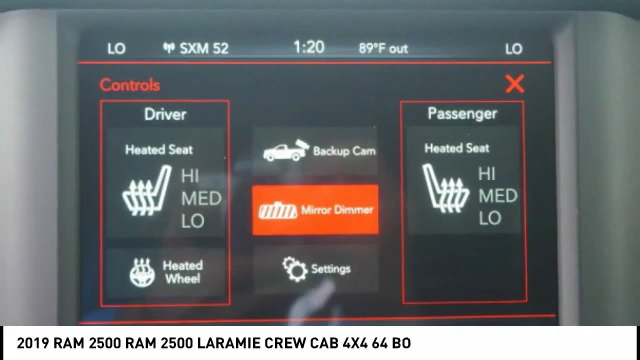 LO SXM 52 1:20 89°F out LO
Controls
Driver
Heated Seat
HI
MED
LO
Heated
Wheel
Backup Cam
Mirror Dimmer
Settings
Passenger
Heated Seat
HI
MED
LO
2019 RAM 2500 RAM 2500 LARAMIE CREW CAB 4X4 64 BO